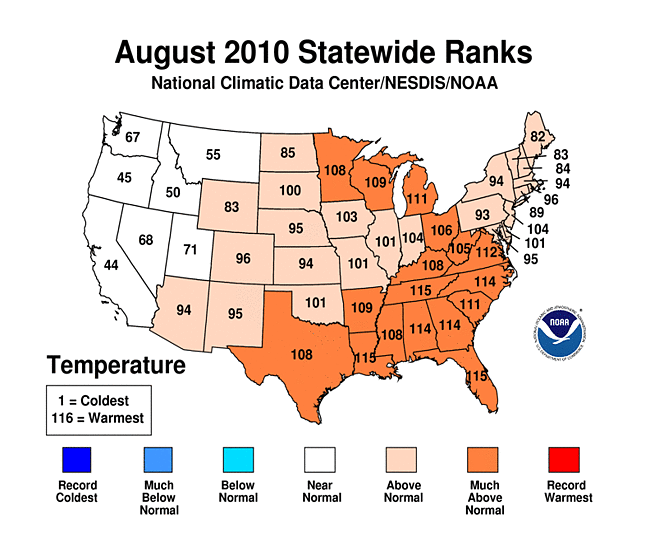 August 2010 Statewide Ranks
National Climatic Data Center/NESDIS/NOAA
67
55
85
108
82
83
84
94
96
89
104
101
95
45
50
83
100
109
111
94
93
44
68
71
96
95
103
101
104
106
105
112
94
101
108
115
114
111
94
95
101
109
108
114
114
108
115
115
NOAA
Temperature
1 = Coldest
116 = Warmest
Record
Coldest
Much
Below
Normal
Below
Normal
Near
Normal
Above
Normal
Much
Above
Normal
Record
Warmest